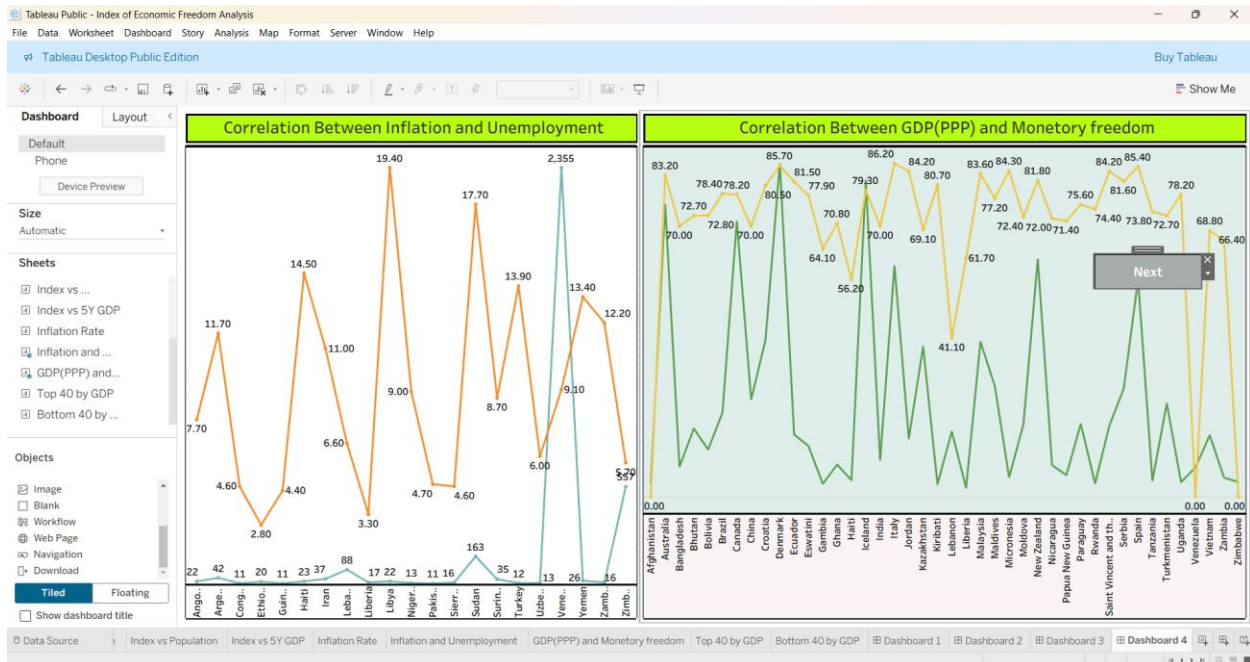 Tableau Public - Index of Economic Freedom Analysis
File Data Worksheet Dashboard Story Analysis Map Format Server Window Help
Tableau Desktop Public Edition
Buy Tableau
Show Me
Dashboard Layout
Default
Phone
Device Preview
Size
Automatic
Sheets
Index vs ...
Index vs 5Y GDP
Inflation Rate
Inflation and ...
GDP(PPP) and...
Top 40 by GDP
Bottom 40 by ...
Objects
Image
Blank
Workflow
Web Page
Navigation
Download
Tiled Floating
Show dashboard title
Correlation Between Inflation and Unemployment
2,355
19.40
17.70
14.50
13.90
13.40
12.20
11.70
11.00
9.00
9.10
8.70
7.70
6.60
6.00
5.70
557
4.60
4.40
4.70
4.60
3.30
2.80
22 42 11 20 11 23 37 88 17 22 13 11 16 163 35 12 13 26 16
Ango..
Arge..
Cong..
Ethio..
Guin..
Haiti
Iran
Leba..
Liberia
Libya
Niger..
Pakis..
Sierr..
Sudan
Surin..
Turkey
Uzbe..
Vene..
Yemen
Zamb..
Zimb..
Correlation Between GDP(PPP) and Monetory freedom
83.20
72.70
70.00
78.40
78.20
72.80
70.00
85.70
80.50
81.50
77.90
64.10
70.80
56.20
79.30
70.00
86.20
84.20
69.10
80.70
41.10
61.70
83.60
77.20
84.30
72.40
81.80
72.00
71.40
75.60
74.40
84.20
81.60
85.40
73.80
72.70
78.20
68.80
66.40
Next
0.00
0.00
0.00
Afghanistan
Australia
Bangladesh
Bhutan
Bolivia
Brazil
Canada
China
Croatia
Denmark
Ecuador
Eswatini
Gambia
Ghana
Haiti
Iceland
India
Italy
Jordan
Kazakhstan
Kiribati
Lebanon
Liberia
Malaysia
Maldives
Micronesia
Moldova
New Zealand
Nicaragua
Papua New Guinea
Paraguay
Rwanda
Saint Vincent and th..
Serbia
Spain
Tanzania
Turkmenistan
Uganda
Venezuela
Vietnam
Zambia
Zimbabwe
Data Source Index vs Population Index vs 5Y GDP Inflation Rate Inflation and Unemployment GDP(PPP) and Monetory freedom Top 40 by GDP Bottom 40 by GDP Dashboard 1 Dashboard 2 Dashboard 3 Dashboard 4